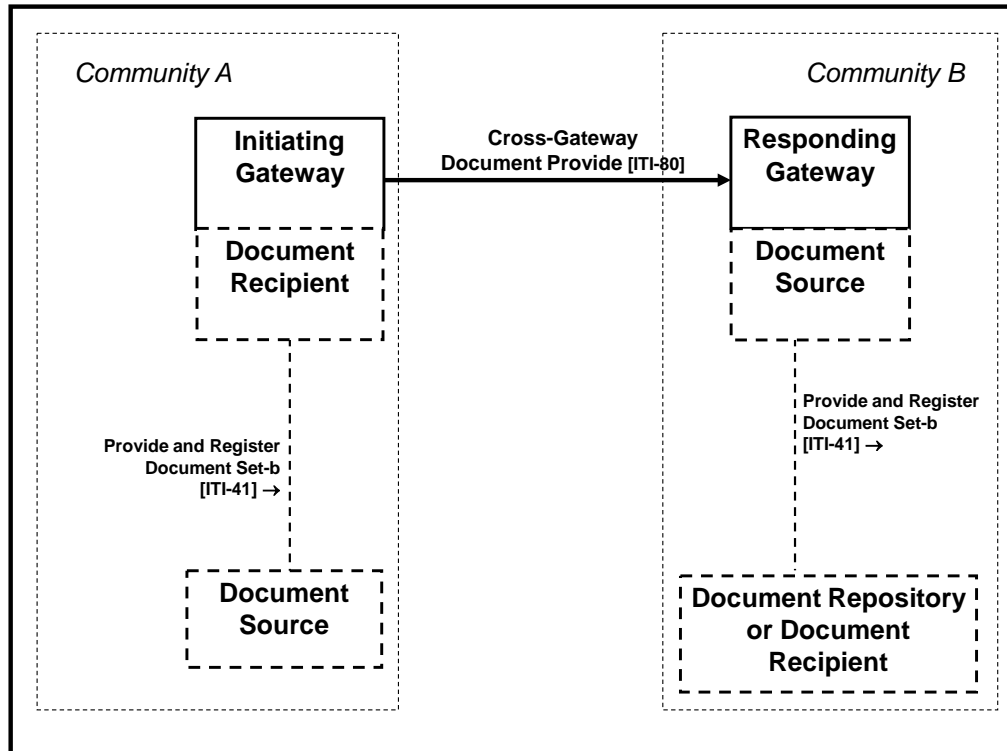 Community A
Community B
Initiating
Gateway
Cross-Gateway
Document Provide [ITI-80]
Responding
Gateway
Document
Recipient
Document
Source
Provide and Register
Document Set-b
[ITI-41] →
Provide and Register
Document Set-b
[ITI-41] →
Document
Source
Document Repository
or Document
Recipient